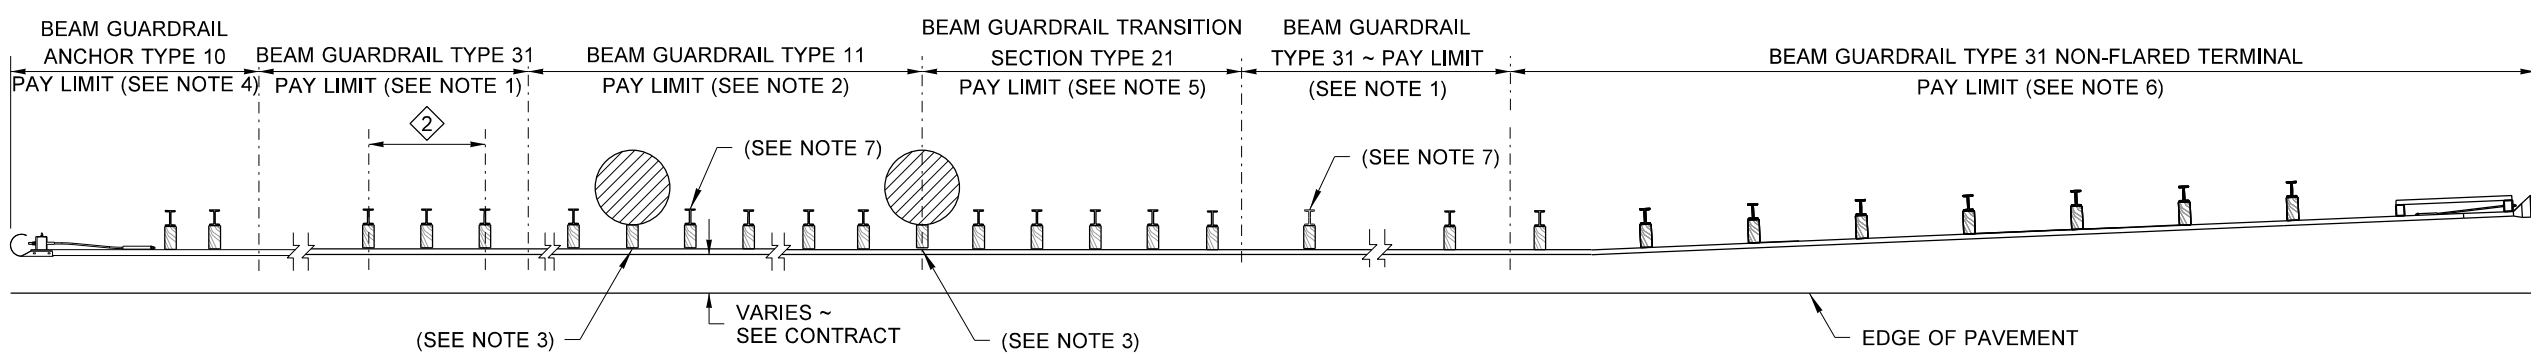 BEAM GUARDRAIL
ANCHOR TYPE 10
PAY LIMIT (SEE NOTE 4)
BEAM GUARDRAIL TYPE 31
PAY LIMIT (SEE NOTE 1)
BEAM GUARDRAIL TYPE 11
PAY LIMIT (SEE NOTE 2)
BEAM GUARDRAIL TRANSITION
SECTION TYPE 21
PAY LIMIT (SEE NOTE 5)
BEAM GUARDRAIL
TYPE 31 ~ PAY LIMIT
(SEE NOTE 1)
BEAM GUARDRAIL TYPE 31 NON-FLARED TERMINAL
PAY LIMIT (SEE NOTE 6)
2
(SEE NOTE 7)
(SEE NOTE 7)
(SEE NOTE 3)
VARIES ~
SEE CONTRACT
(SEE NOTE 3)
EDGE OF PAVEMENT